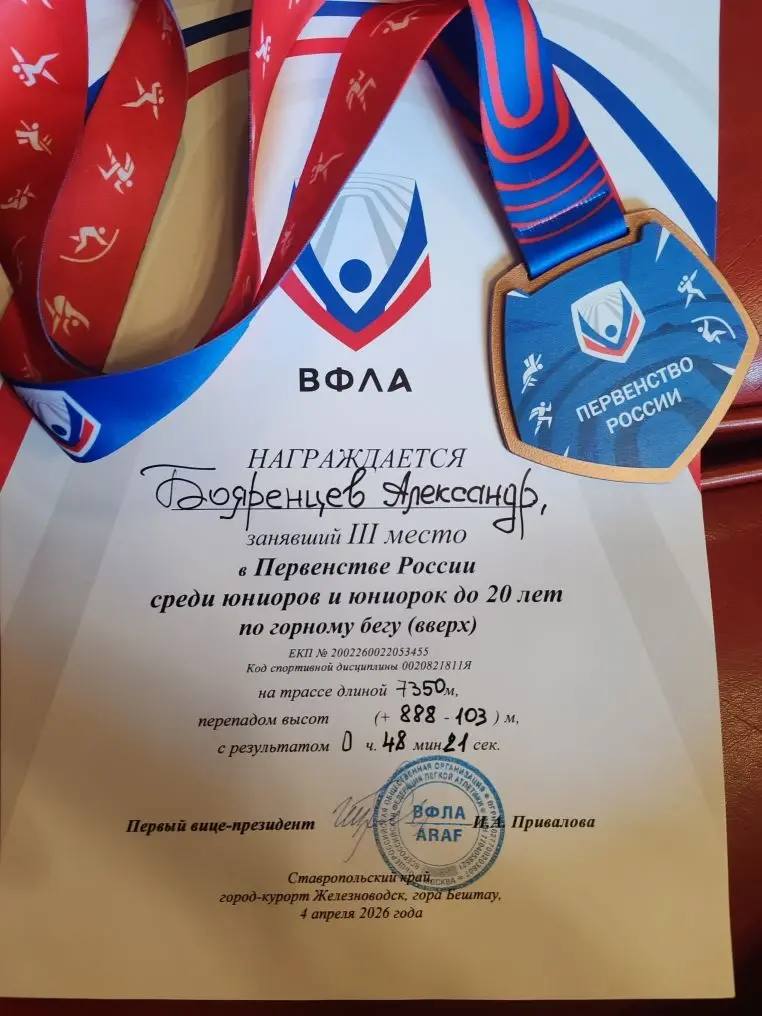 ВФЛА
ПЕРВЕНСТВО
РОССИИ
НАГРАЖДАЕТСЯ
Бояренцев Александр,
занявший III место
в Первенстве России
среди юниоров и юниорок до 20 лет
по горному бегу (вверх)
ЕКП № 2002260022053455
Код спортивной дисциплины 0020821811Я
на трассе длиной 7350м,
перепадом высот (+ 888 - 103) м,
с результатом 0 ч. 48 мин 21 сек.
Первый вице-президент И.А. Привалова
ВФЛА
ARAF
Ставропольский край,
город-курорт Железноводск, гора Бештау,
4 апреля 2026 года